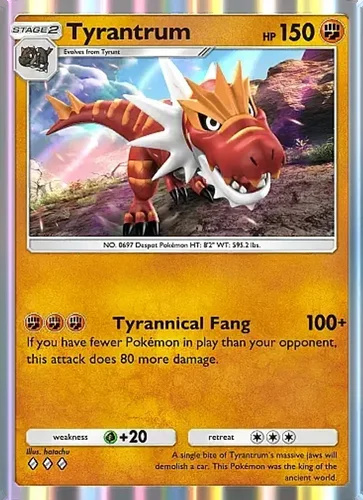 STAGE 2
Tyrantrum
HP 150
Evolves from Tyrunt
NO. 0697 Despot Pokémon HT: 8'2" WT: 595.2 lbs.
Tyrannical Fang 100+
If you have fewer Pokémon in play than your opponent,
this attack does 80 more damage.
weakness +20 retreat
Illus. hatachu
A single bite of Tyrantrum's massive jaws will
demolish a car. This Pokémon was the king of the
ancient world.